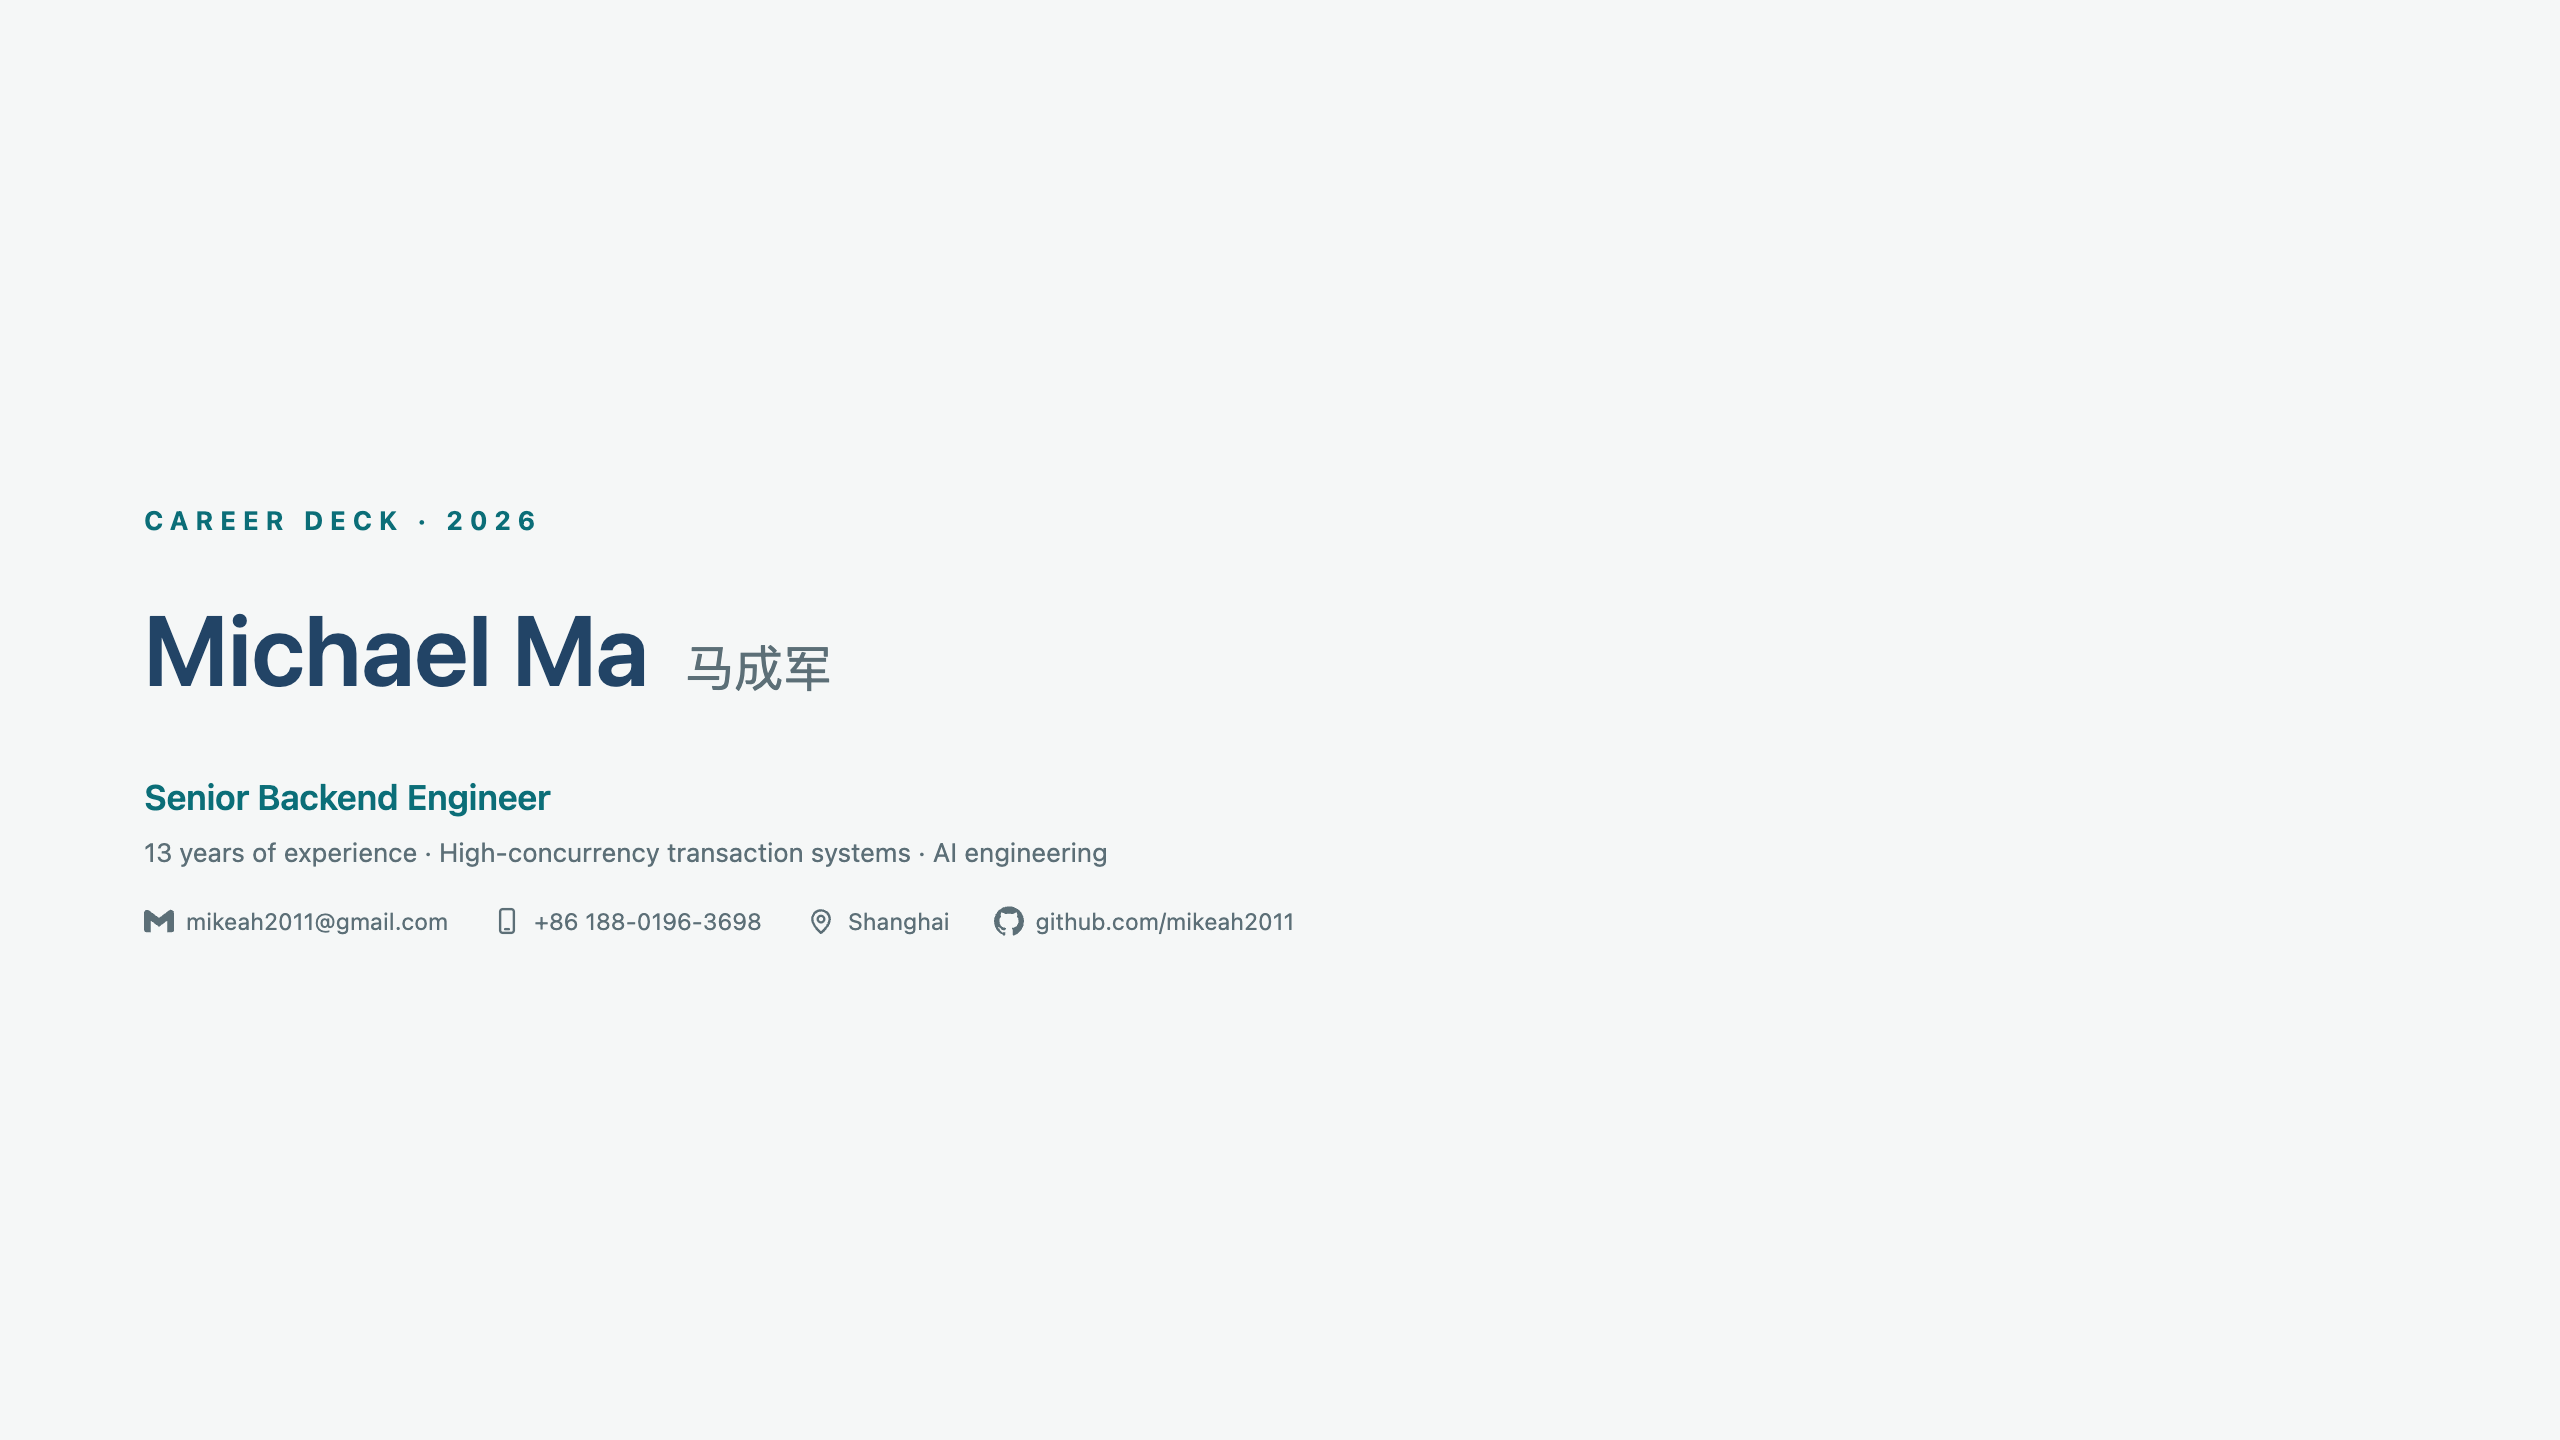 CAREER DECK · 2026
Michael Ma 马成军
Senior Backend Engineer
13 years of experience · High-concurrency transaction systems · AI engineering
mikeah2011@gmail.com +86 188-0196-3698 Shanghai github.com/mikeah2011